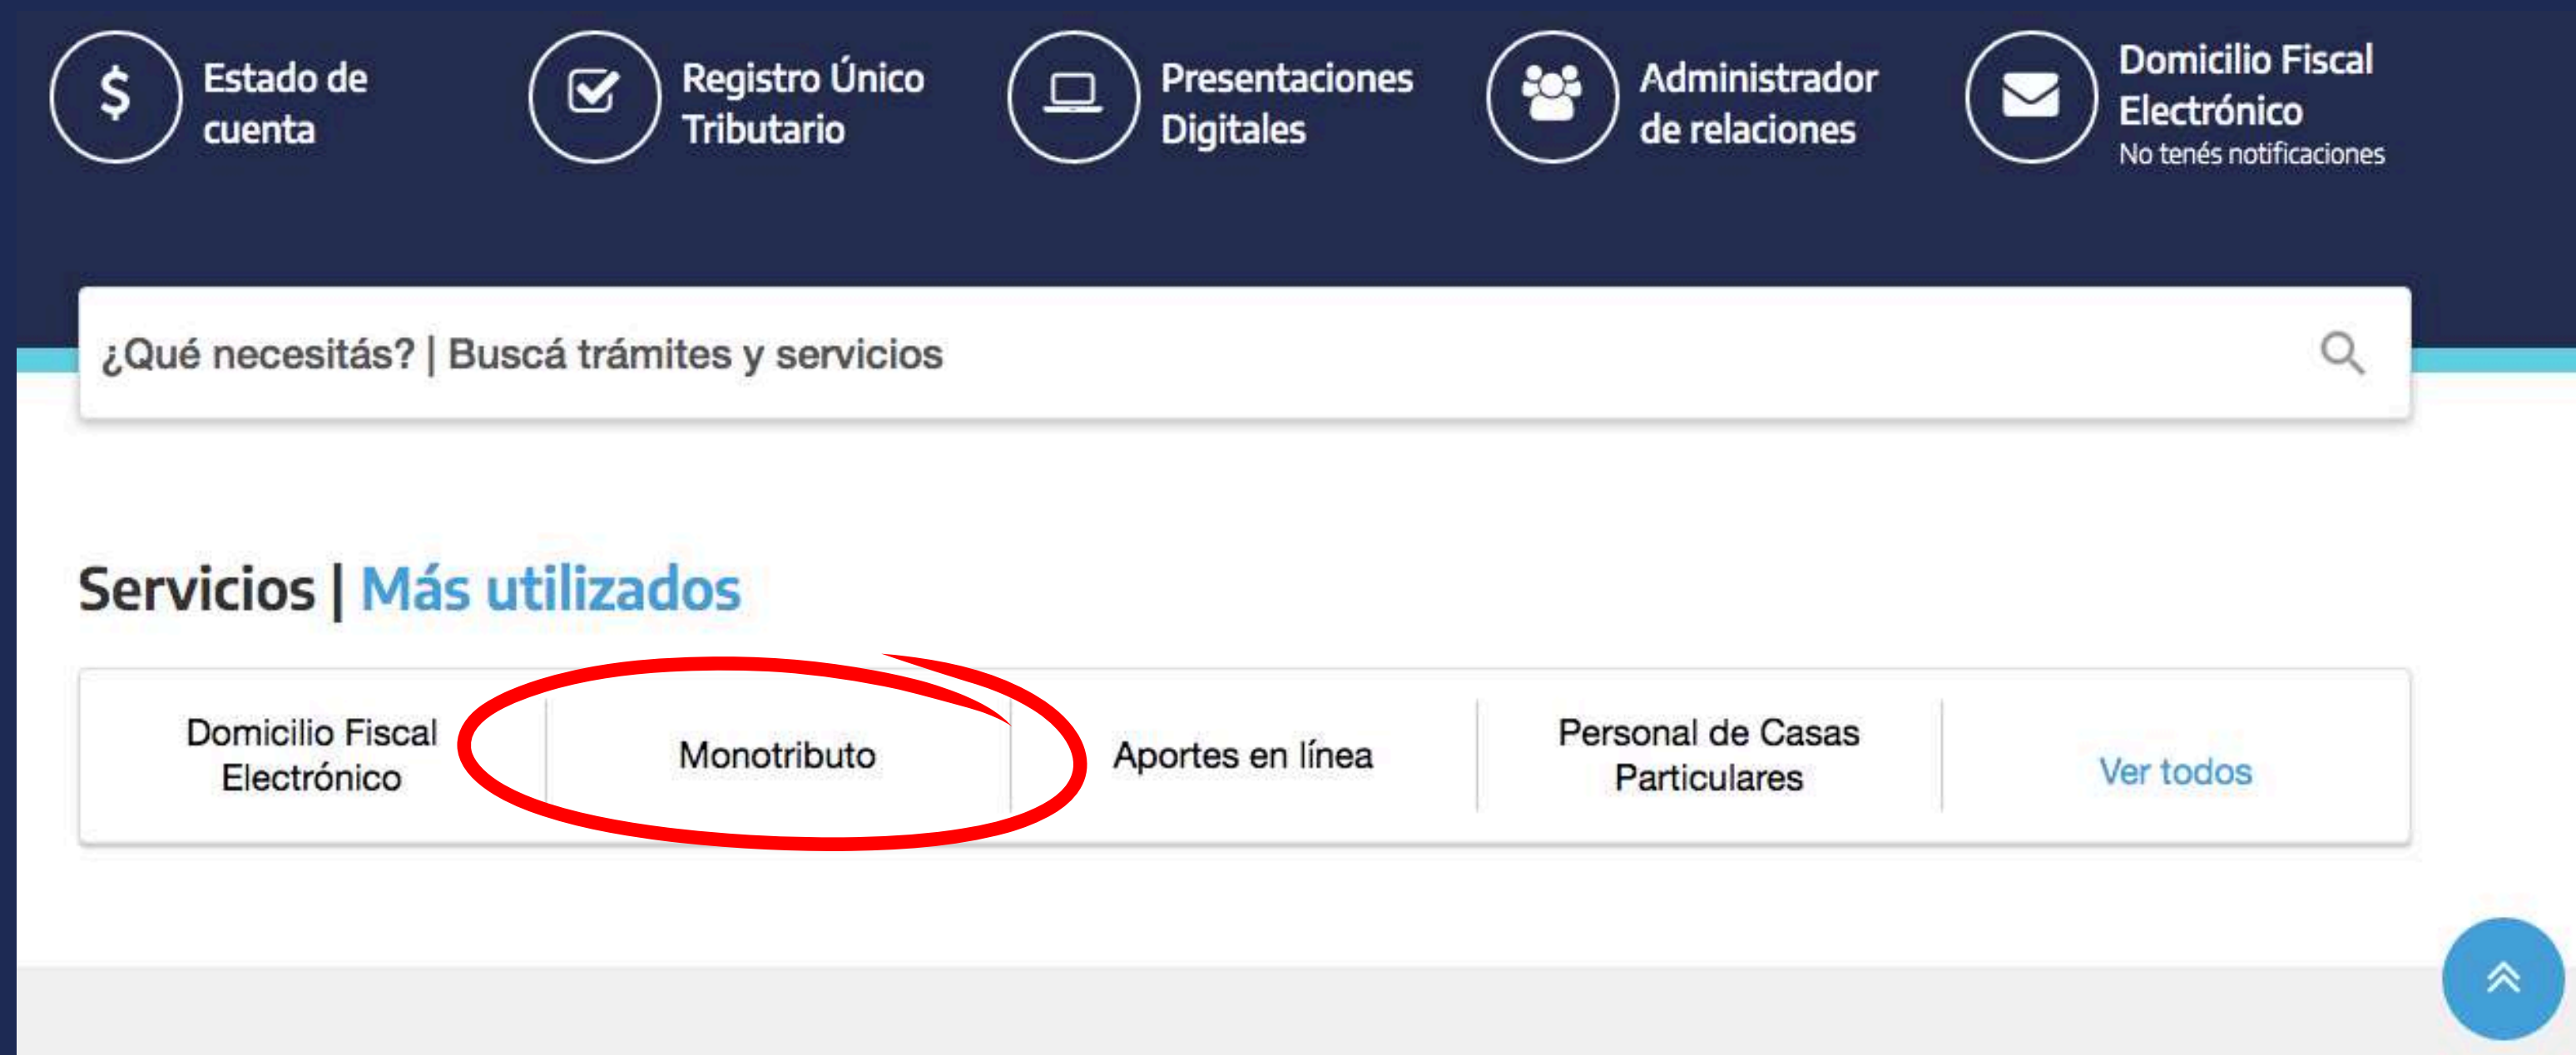 Estado de
cuenta
Registro Único
Tributario
Presentaciones
Digitales
Administrador
de relaciones
Domicilio Fiscal
Electrónico
No tenés notificaciones
¿Qué necesitás? | Buscá trámites y servicios
Servicios | Más utilizados
Domicilio Fiscal
Electrónico
Monotributo
Aportes en línea
Personal de Casas
Particulares
Ver todos